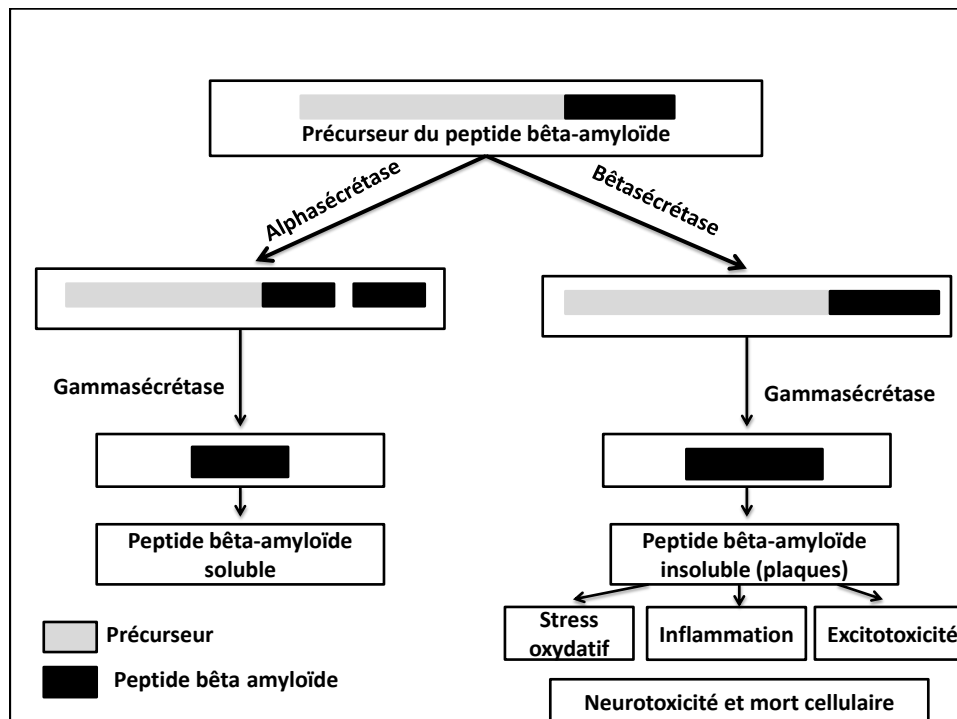 Précurseur du peptide bêta-amyloïde
Alphasécrétase
Bêtasécrétase
Gammasécrétase
Gammasécrétase
Peptide bêta-amyloïde
soluble
Peptide bêta-amyloïde
insoluble (plaques)
Stress
oxydatif
Inflammation
Excitotoxicité
Précurseur
Peptide bêta amyloïde
Neurotoxicité et mort cellulaire